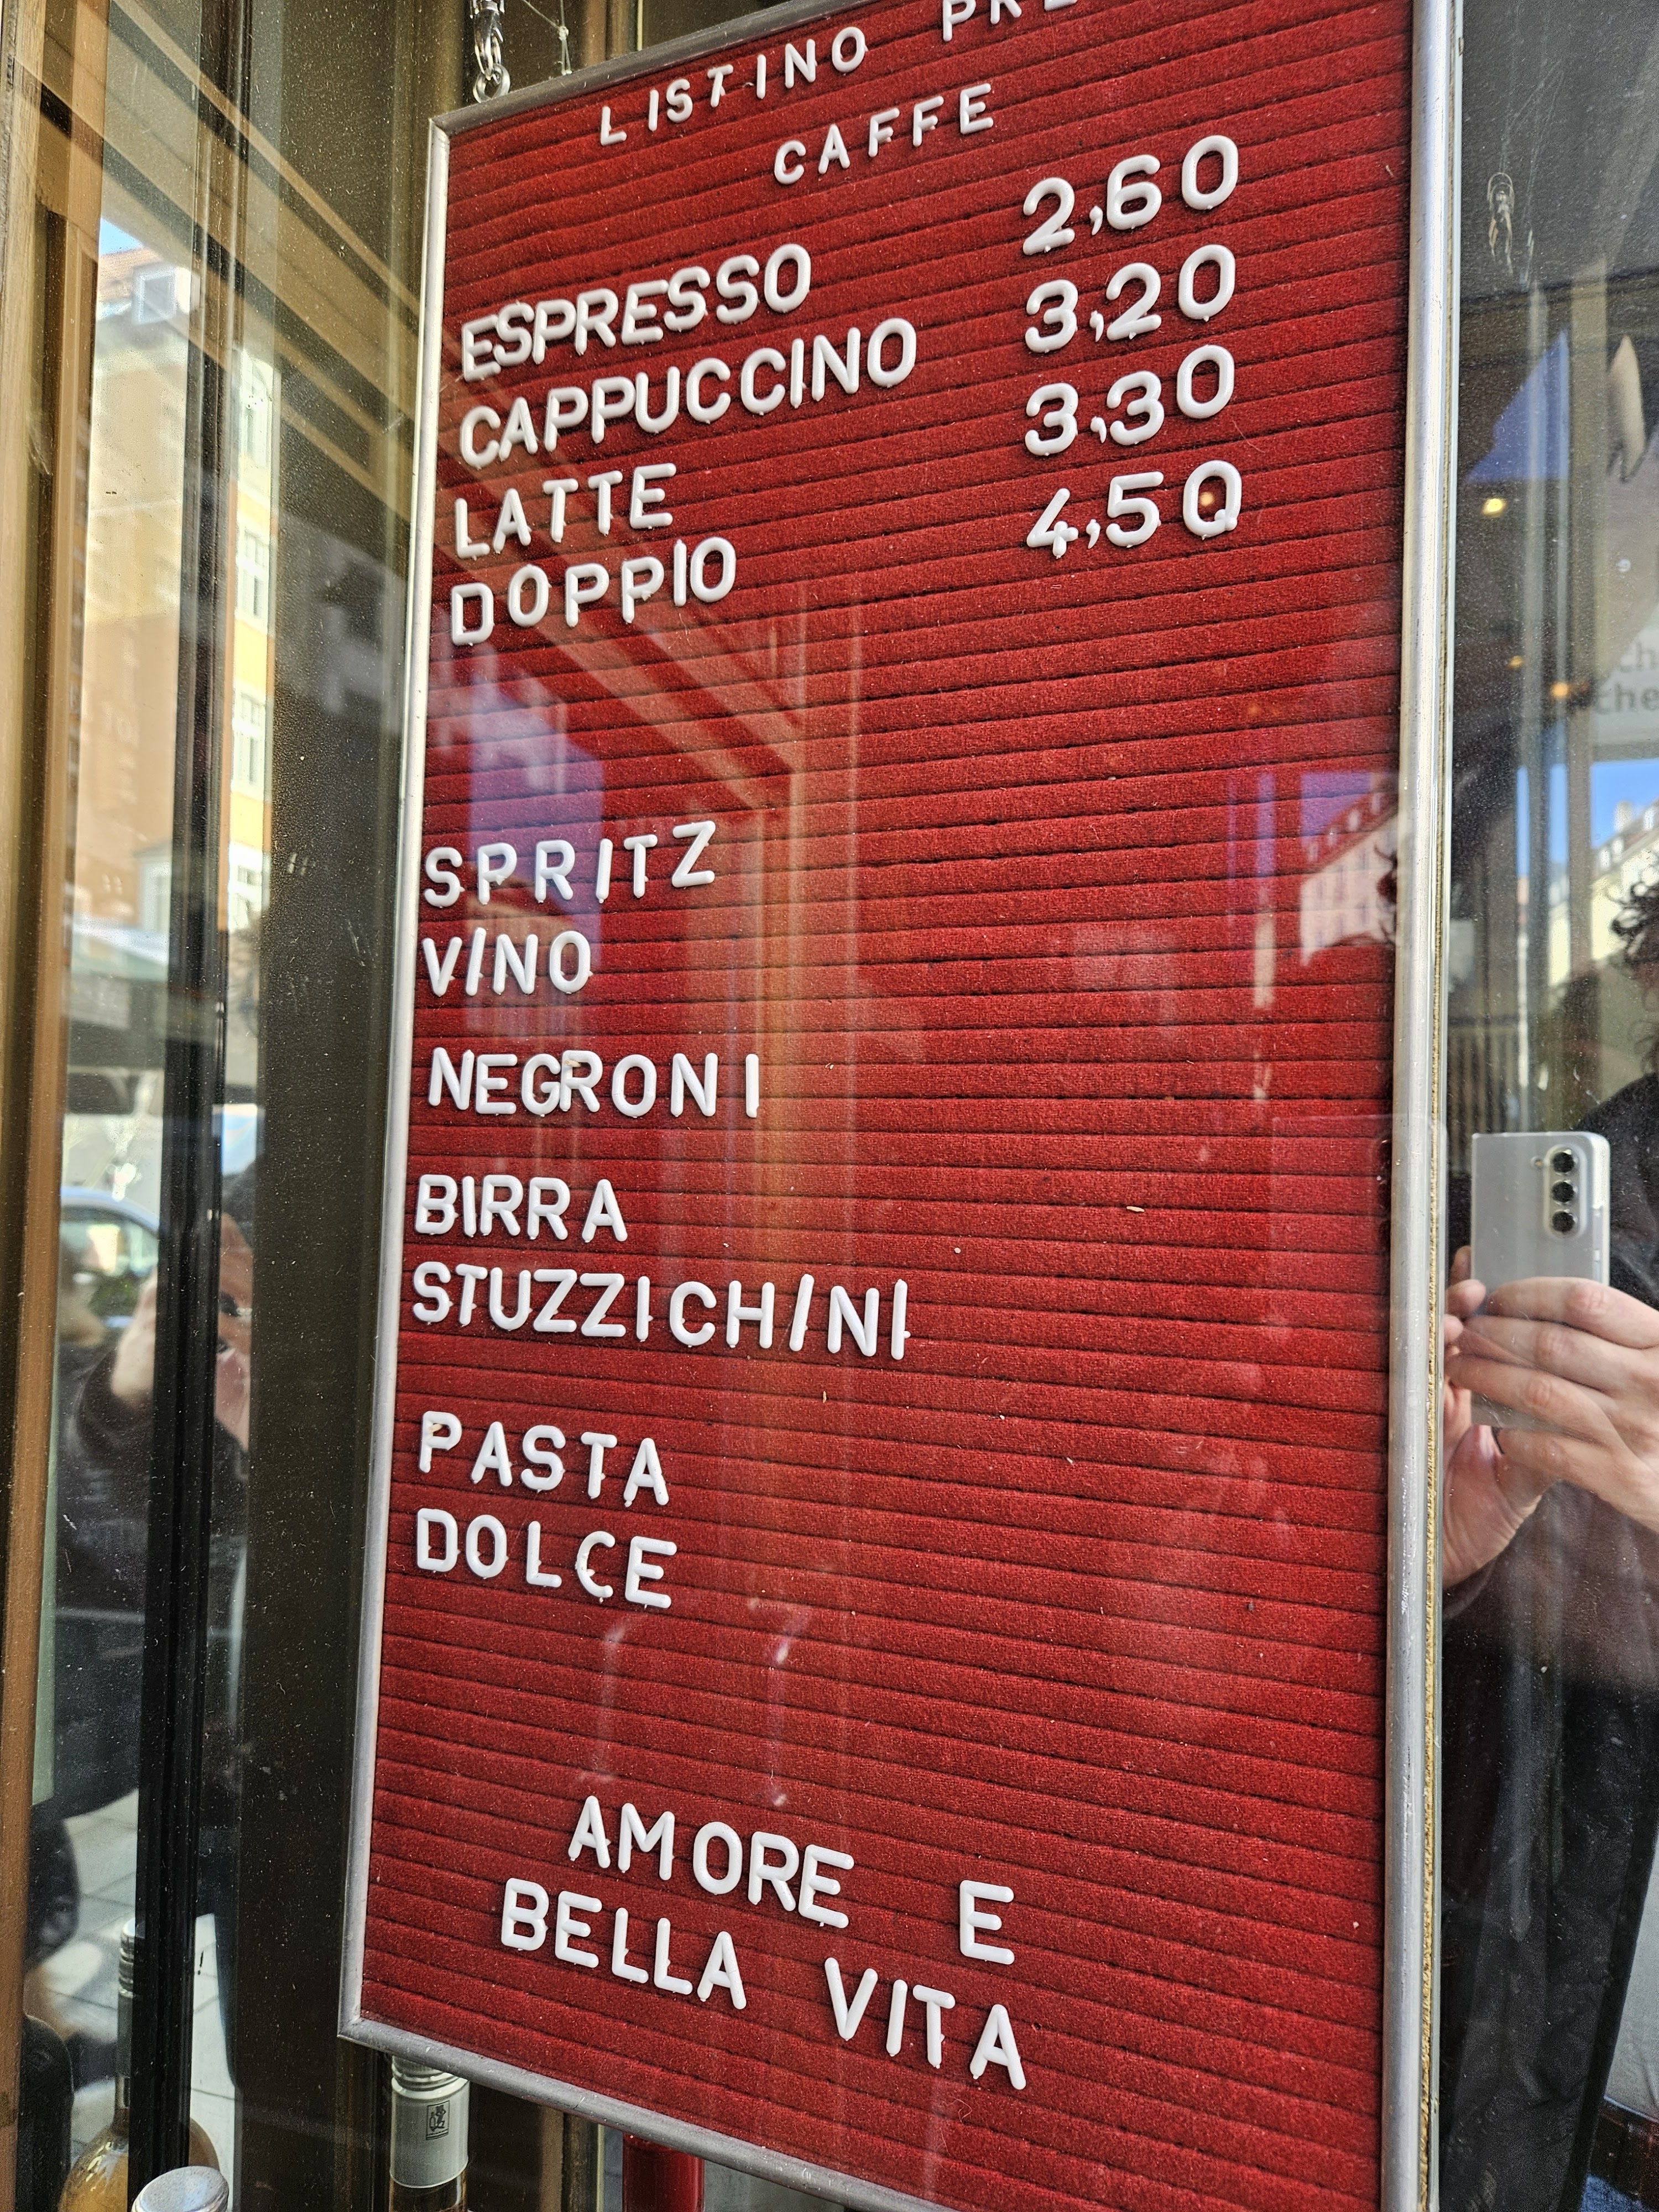 LISTINO PRE
CAFFE
ESPRESSO 2,60
CAPPUCCINO 3,20
LATTE 3,30
DOPPIO 4,50
SPRITZ
VINO
NEGRONI
BIRRA
STUZZICHINI
PASTA
DOLCE
AMORE E
BELLA VITA